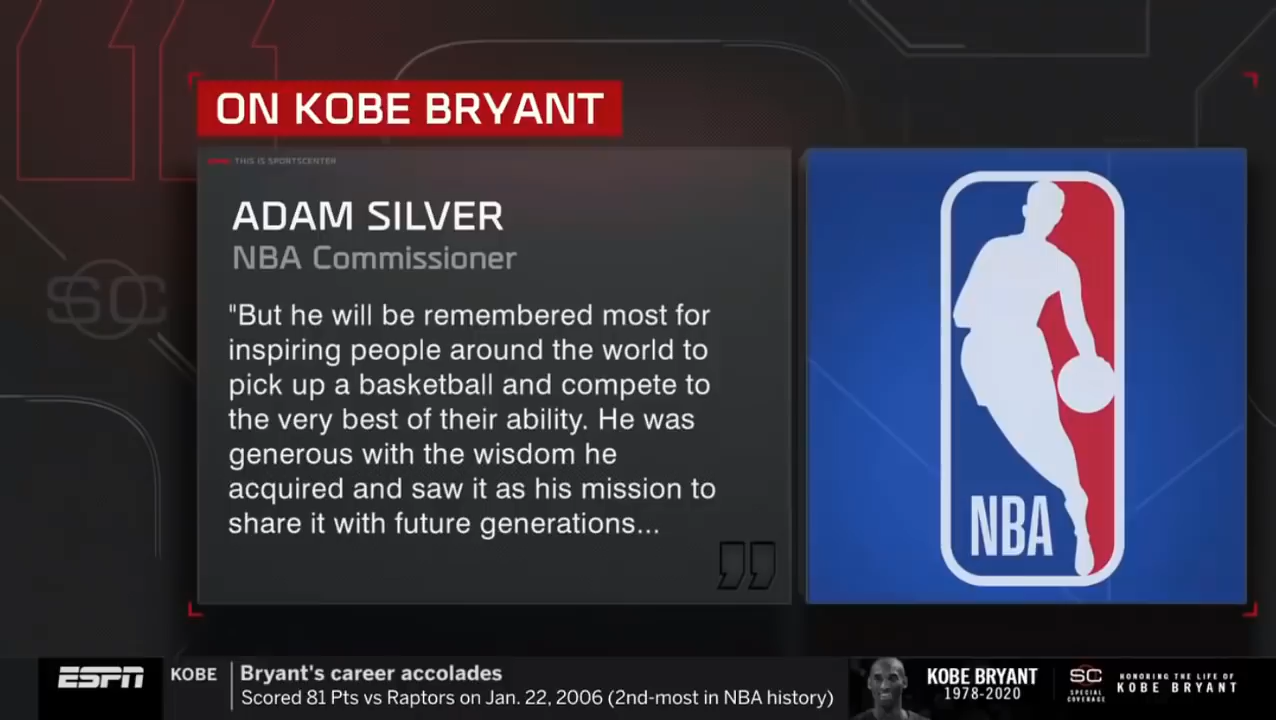 ON KOBE BRYANT
THIS IS SPORTSCENTER
ADAM SILVER
NBA Commissioner
"But he will be remembered most for
inspiring people around the world to
pick up a basketball and compete to
the very best of their ability. He was
generous with the wisdom he
acquired and saw it as his mission to
share it with future generations...
SC
NBA
ESPN
KOBE
Bryant's career accolades
Scored 81 Pts vs Raptors on Jan. 22, 2006 (2nd-most in NBA history)
KOBE BRYANT
1978-2020
SC
SPECIAL
COVERAGE
HONORING THE LIFE OF
KOBE BRYANT